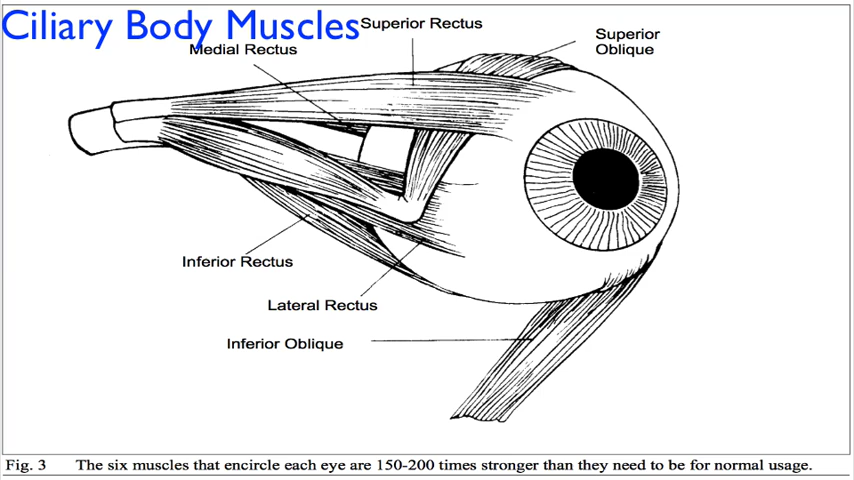 Ciliary Body Muscles
Superior Rectus
Medial Rectus
Superior
Oblique
Inferior Rectus
Lateral Rectus
Inferior Oblique
Fig. 3 The six muscles that encircle each eye are 150-200 times stronger than they need to be for normal usage.